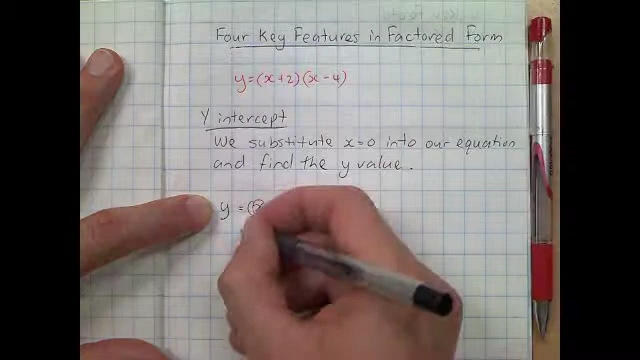 Four Key Features in Factored Form
y=(x+2)(x-4)
Y intercept
We substitute x=0 into our equation
and find the y value.
y =(x